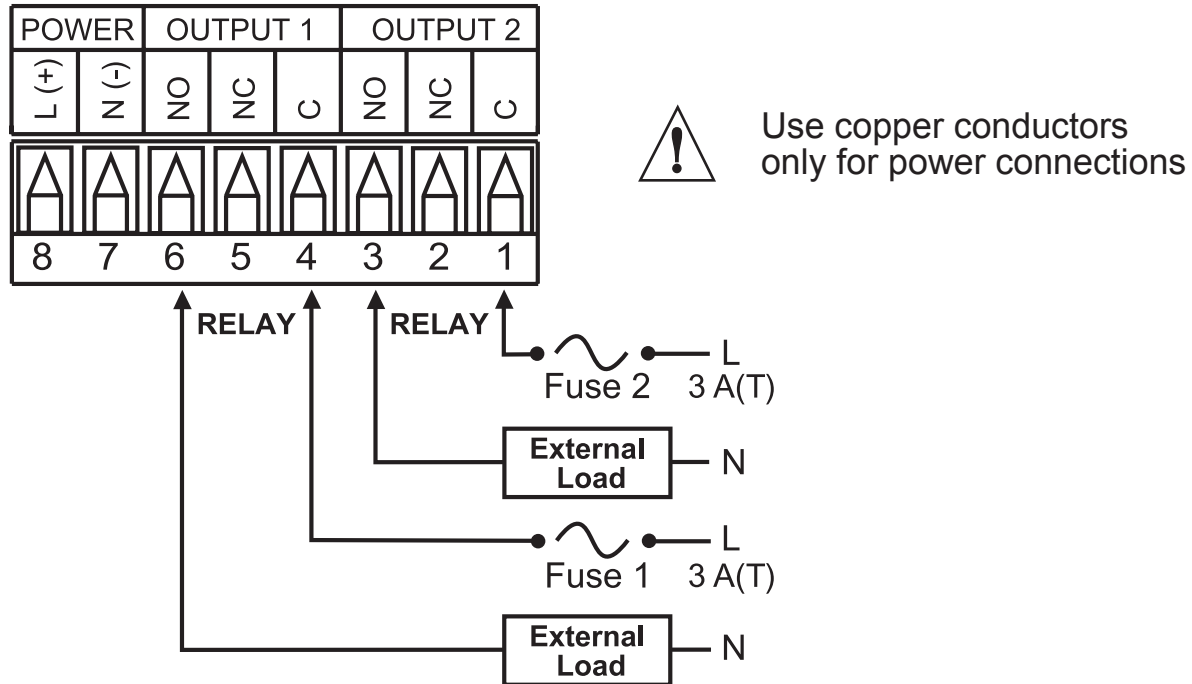 POWER OUTPUT 1 OUTPUT 2
L (+) N (-) NO NC C NO NC C
8 7 6 5 4 3 2 1
Use copper conductors
only for power connections
RELAY RELAY
L
Fuse 2 3 A(T)
External
Load
N
L
Fuse 1 3 A(T)
External
Load
N